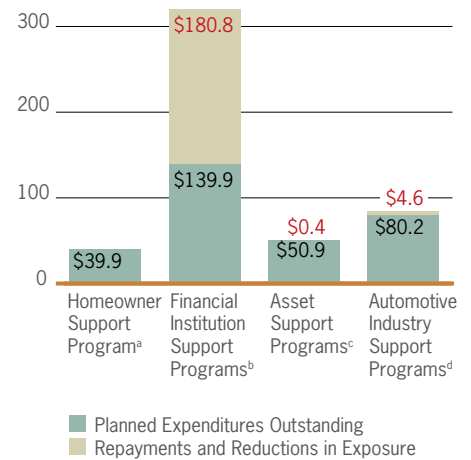 300
$180.8
200
$139.9
100
$4.6
$0.4
$80.2
$50.9
$39.9
0
Homeowner Support Programᵃ
Financial Institution Support Programsᵇ
Asset Support Programsᶜ
Automotive Industry Support Programsᵈ
Planned Expenditures Outstanding
Repayments and Reductions in Exposure